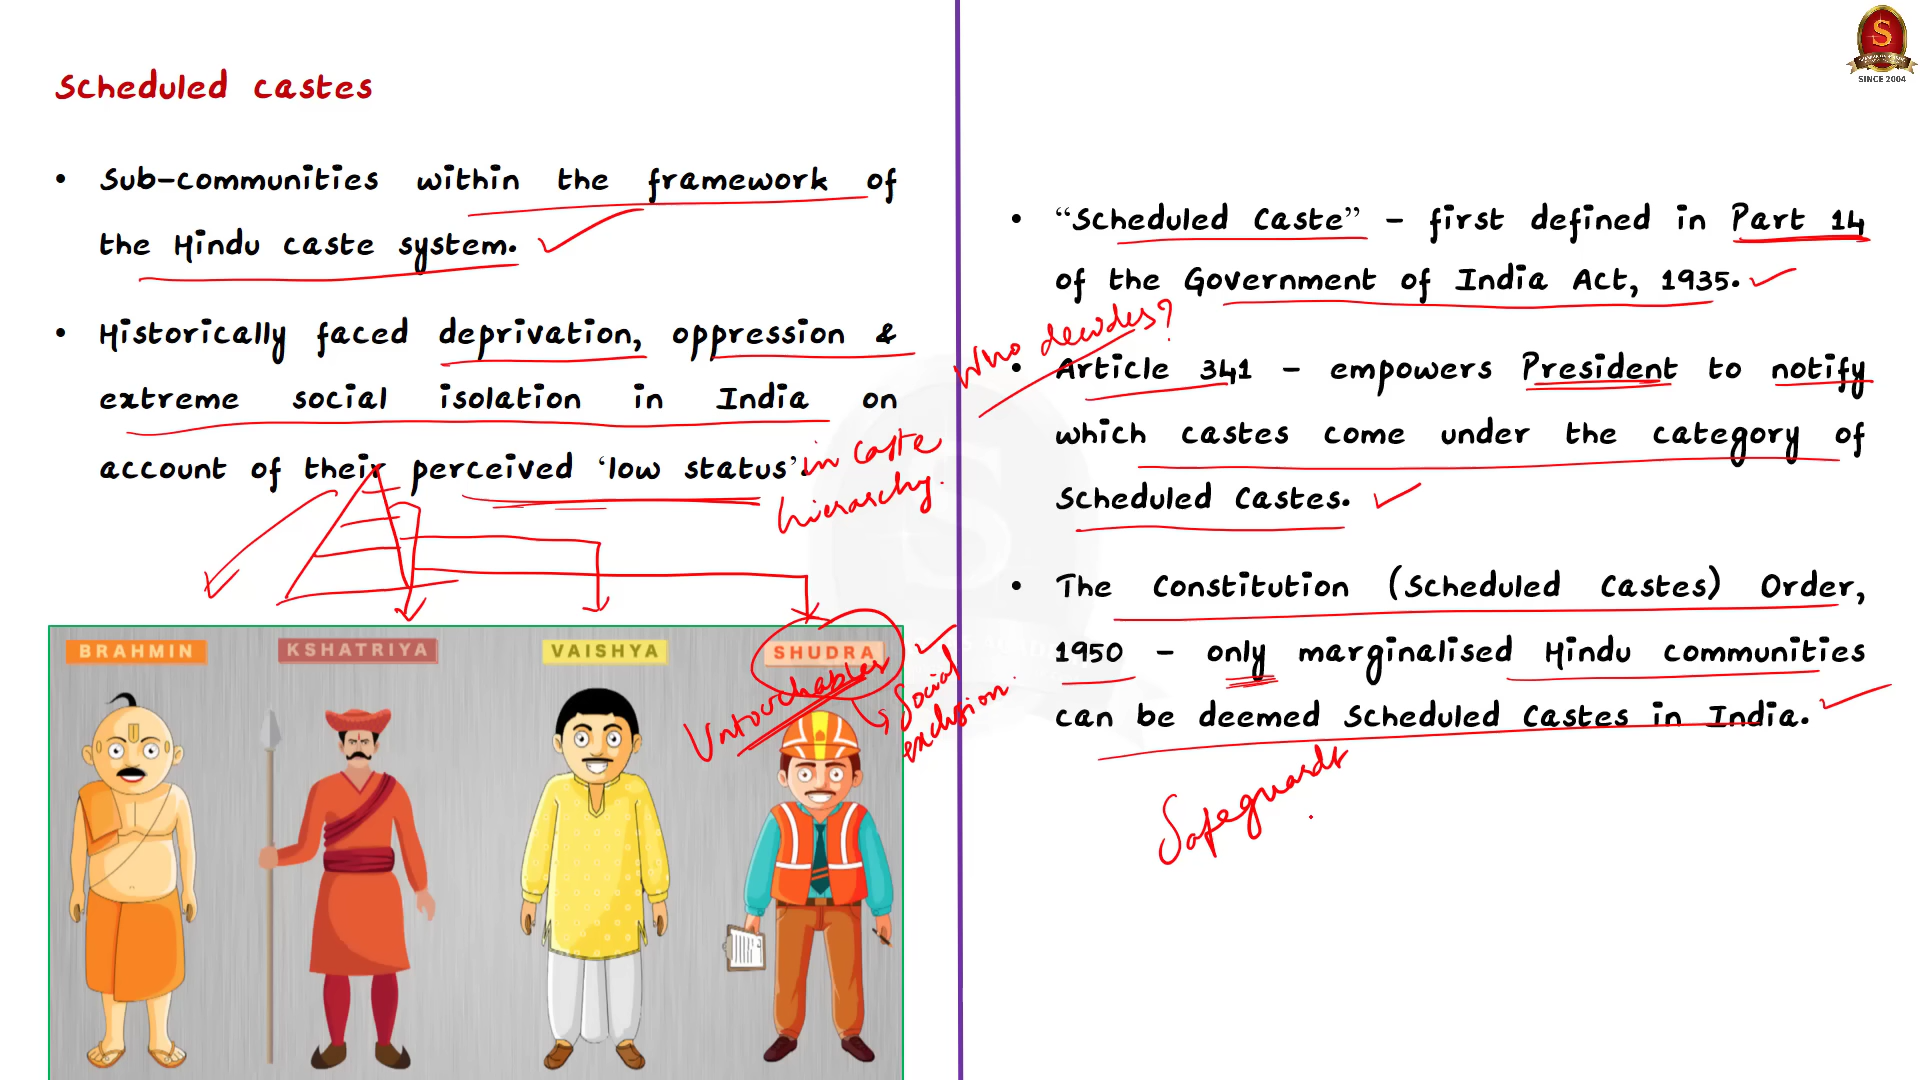 Scheduled Castes
• Sub-communities within the framework of
the Hindu caste system.
• Historically faced deprivation, oppression &
extreme social isolation in India on
account of their perceived ‘low status’.
in caste
hierarchy.
BRAHMIN
KSHATRIYA
VAISHYA
SHUDRA
Untouchables
Social
exclusion.
• “Scheduled Caste” – first defined in Part 14
of the Government of India Act, 1935.
Who decides?
• Article 341 – empowers President to notify
which castes come under the category of
Scheduled Castes.
• The Constitution (Scheduled Castes) Order,
1950 – only marginalised Hindu communities
can be deemed Scheduled Castes in India.
Safeguards
S
SINCE 2004